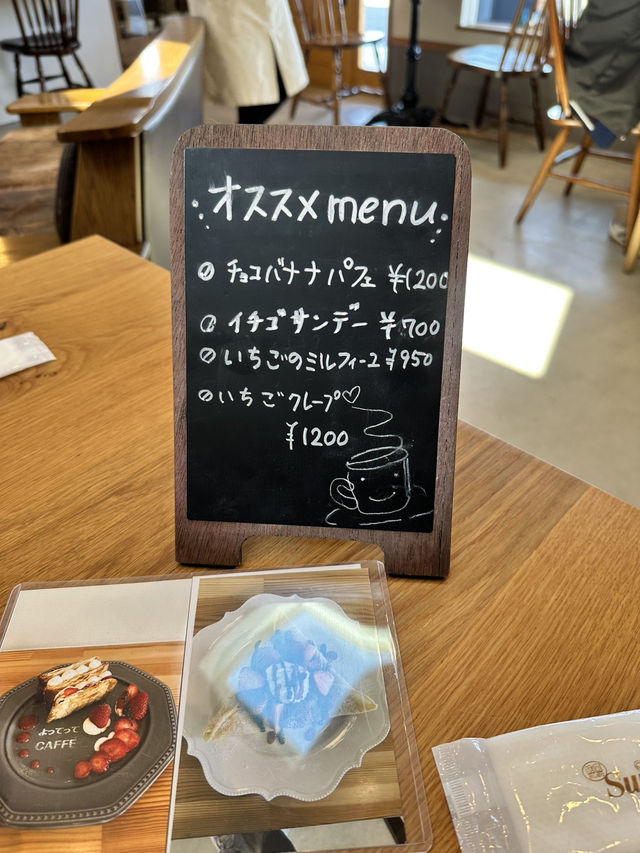 オススメmenu
チョコバナナパフェ ¥1200
イチゴサンデー ¥700
いちごのミルフィーユ ¥950
いちごクレープ♡
¥1200
よってって
CAFFE
Su